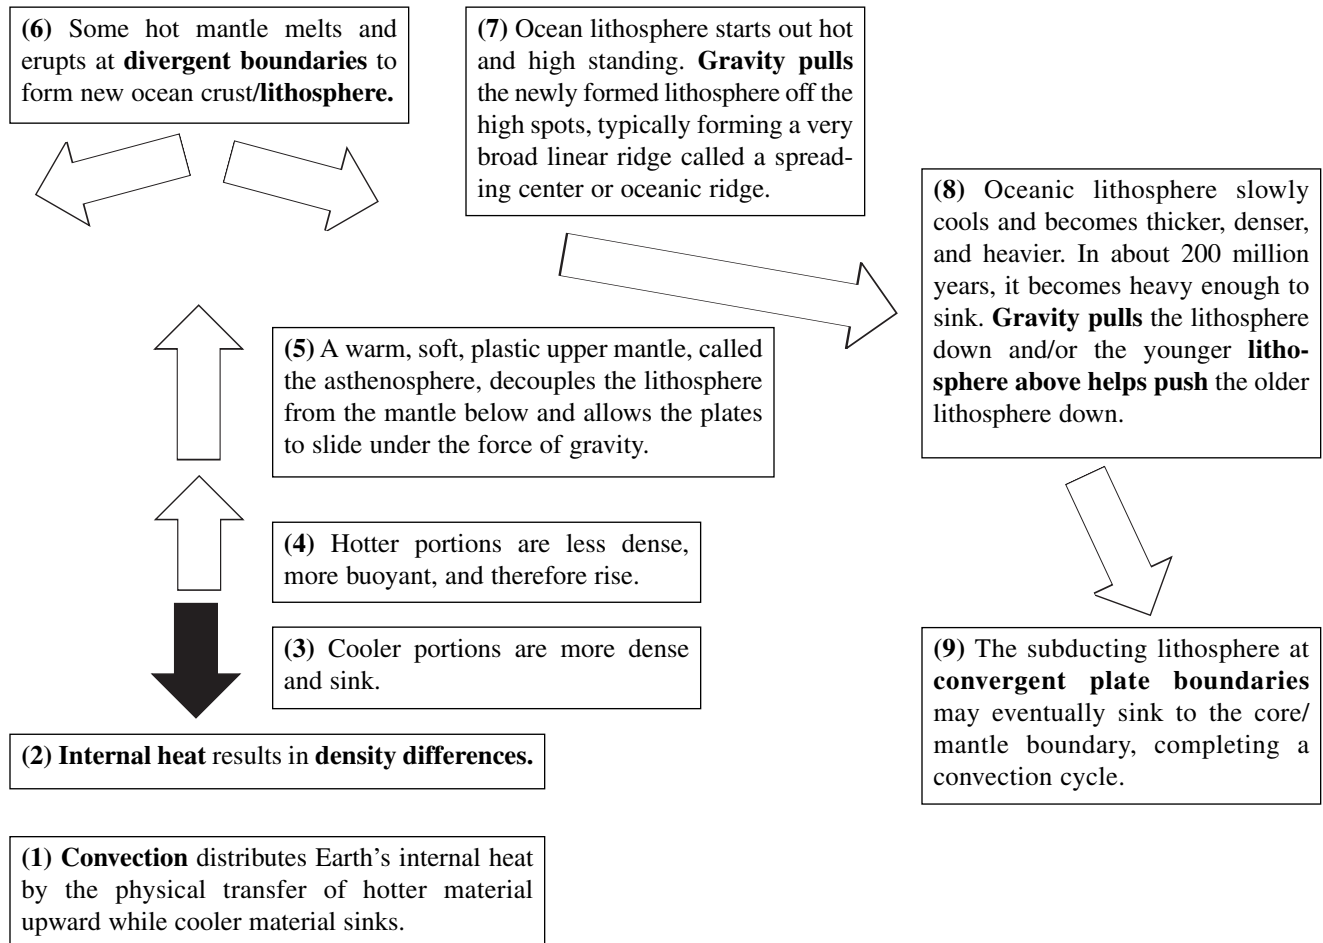 (6) Some hot mantle melts and
erupts at divergent boundaries to
form new ocean crust/lithosphere.
(7) Ocean lithosphere starts out hot
and high standing. Gravity pulls
the newly formed lithosphere off the
high spots, typically forming a very
broad linear ridge called a spread-
ing center or oceanic ridge.
(8) Oceanic lithosphere slowly
cools and becomes thicker, denser,
and heavier. In about 200 million
years, it becomes heavy enough to
sink. Gravity pulls the lithosphere
down and/or the younger litho-
sphere above helps push the older
lithosphere down.
(5) A warm, soft, plastic upper mantle, called
the asthenosphere, decouples the lithosphere
from the mantle below and allows the plates
to slide under the force of gravity.
(4) Hotter portions are less dense,
more buoyant, and therefore rise.
(3) Cooler portions are more dense
and sink.
(9) The subducting lithosphere at
convergent plate boundaries
may eventually sink to the core/
mantle boundary, completing a
convection cycle.
(2) Internal heat results in density differences.
(1) Convection distributes Earth's internal heat
by the physical transfer of hotter material
upward while cooler material sinks.